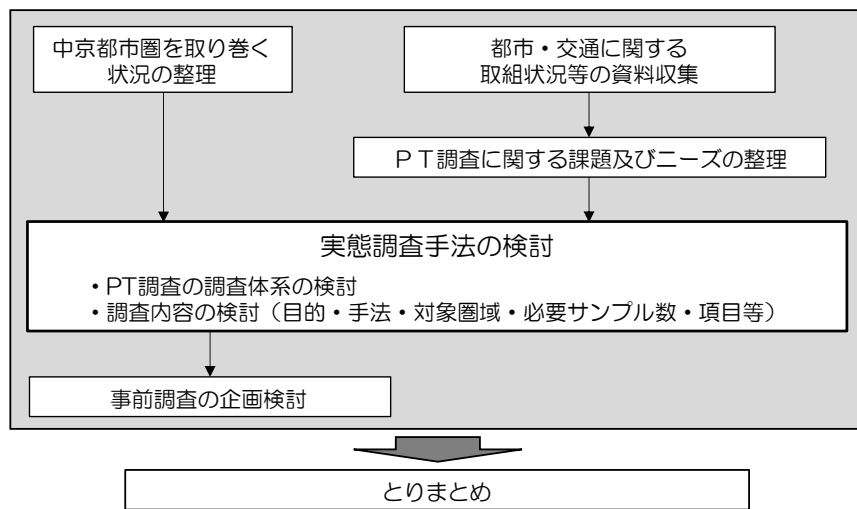 中京都市圏を取り巻く
状況の整理
都市・交通に関する
取組状況等の資料収集
ＰＴ調査に関する課題及びニーズの整理
実態調査手法の検討
・PT調査の調査体系の検討
・調査内容の検討（目的・手法・対象圏域・必要サンプル数・項目等）
事前調査の企画検討
とりまとめ